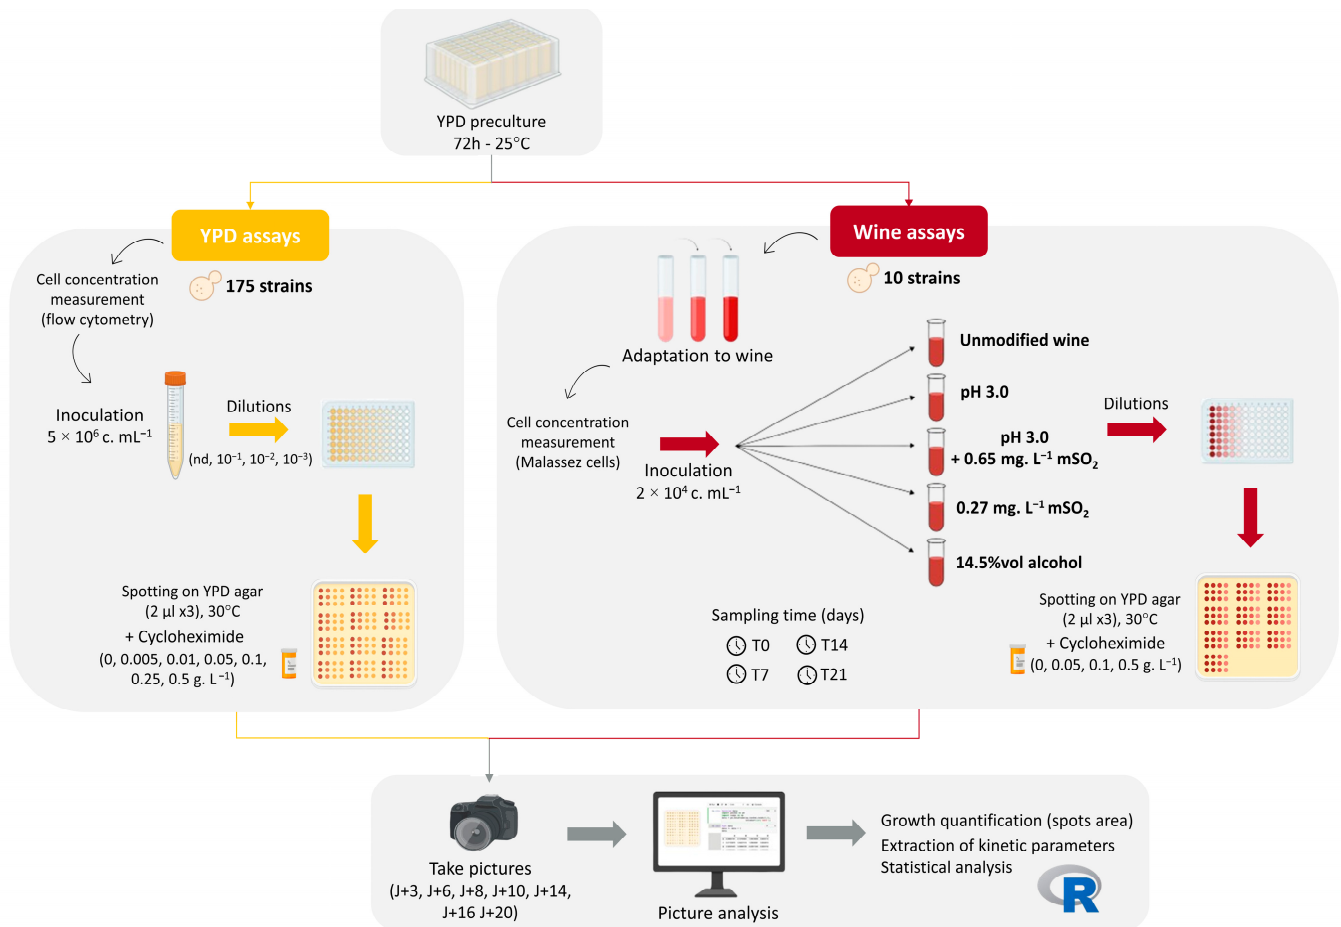 YPD preculture
72h - 25°C
YPD assays
175 strains
Cell concentration
measurement
(flow cytometry)
Inoculation
5 × 10⁶ c. mL⁻¹
Dilutions
(nd, 10⁻¹, 10⁻², 10⁻³)
Spotting on YPD agar
(2 µl x3), 30°C
+ Cycloheximide
(0, 0.005, 0.01, 0.05, 0.1,
0.25, 0.5 g. L⁻¹)
Wine assays
10 strains
Adaptation to wine
Cell concentration
measurement
(Malassez cells)
Inoculation
2 × 10⁴ c. mL⁻¹
Unmodified wine
pH 3.0
pH 3.0
+ 0.65 mg. L⁻¹ mSO₂
0.27 mg. L⁻¹ mSO₂
14.5%vol alcohol
Dilutions
Sampling time (days)
T0
T14
T7
T21
Spotting on YPD agar
(2 µl x3), 30°C
+ Cycloheximide
(0, 0.05, 0.1, 0.5 g. L⁻¹)
Take pictures
(J+3, J+6, J+8, J+10, J+14,
J+16 J+20)
Picture analysis
Growth quantification (spots area)
Extraction of kinetic parameters
Statistical analysis
R